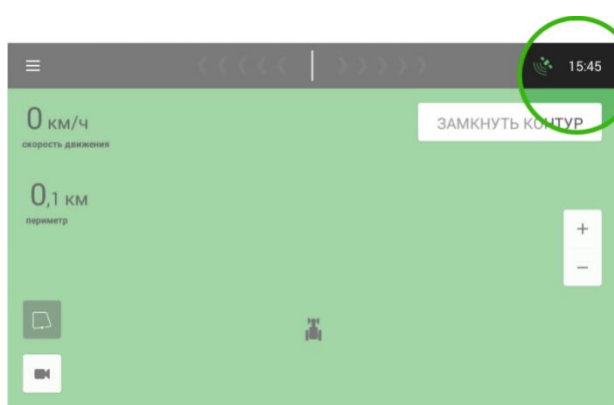 15:45
0 км/ч
скорость движения
ЗАМКНУТЬ КОНТУР
0,1 км
периметр
+
−